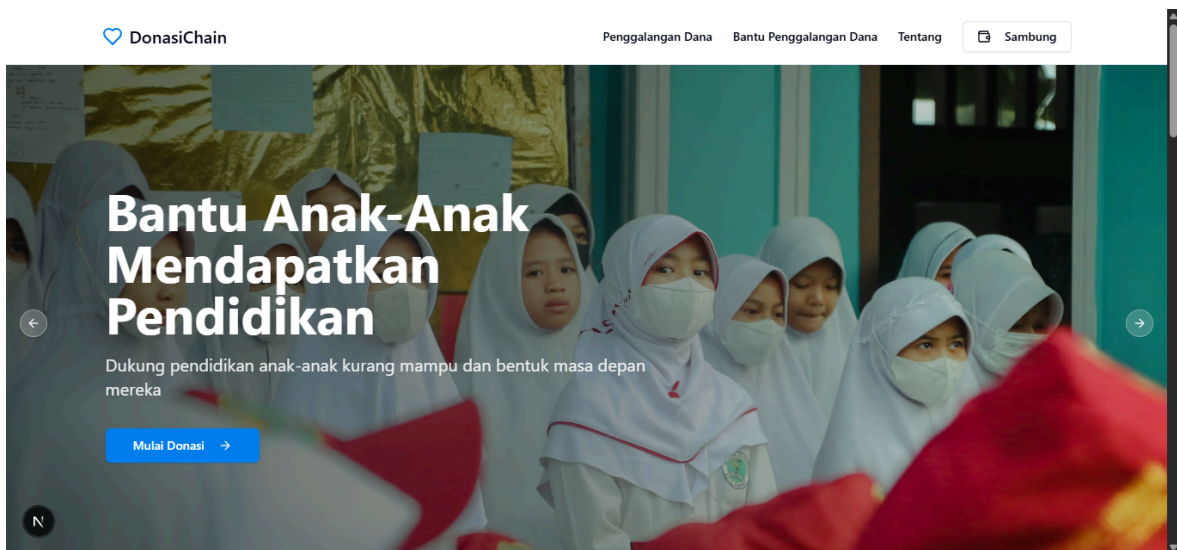 DonasiChain
Penggalangan Dana
Bantu Penggalangan Dana
Tentang
Sambung
Bantu Anak-Anak
Mendapatkan
Pendidikan
Dukung pendidikan anak-anak kurang mampu dan bentuk masa depan
mereka
Mulai Donasi →
N